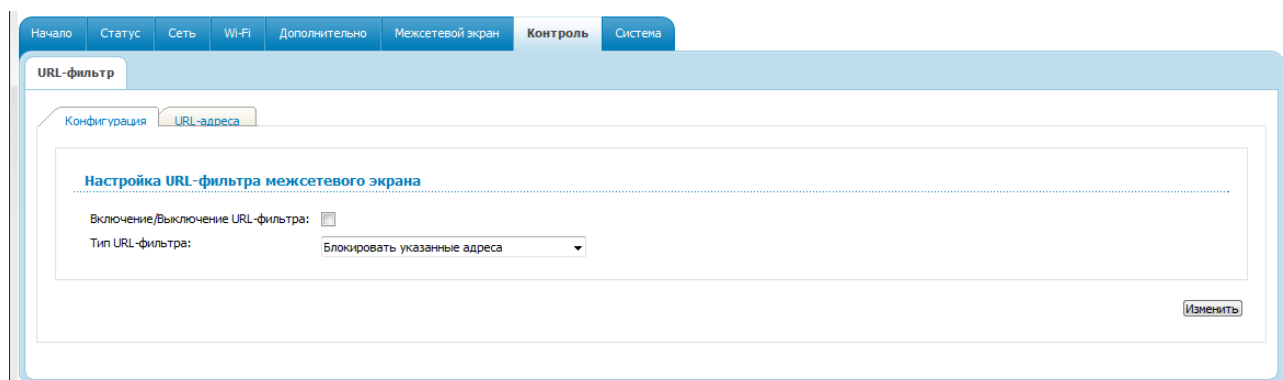 Начало Статус Сеть Wi-Fi Дополнительно Межсетевой экран Контроль Система
URL-фильтр
Конфигурация URL-адреса
Настройка URL-фильтра межсетевого экрана
Включение/Выключение URL-фильтра:
Тип URL-фильтра: Блокировать указанные адреса
Изменить